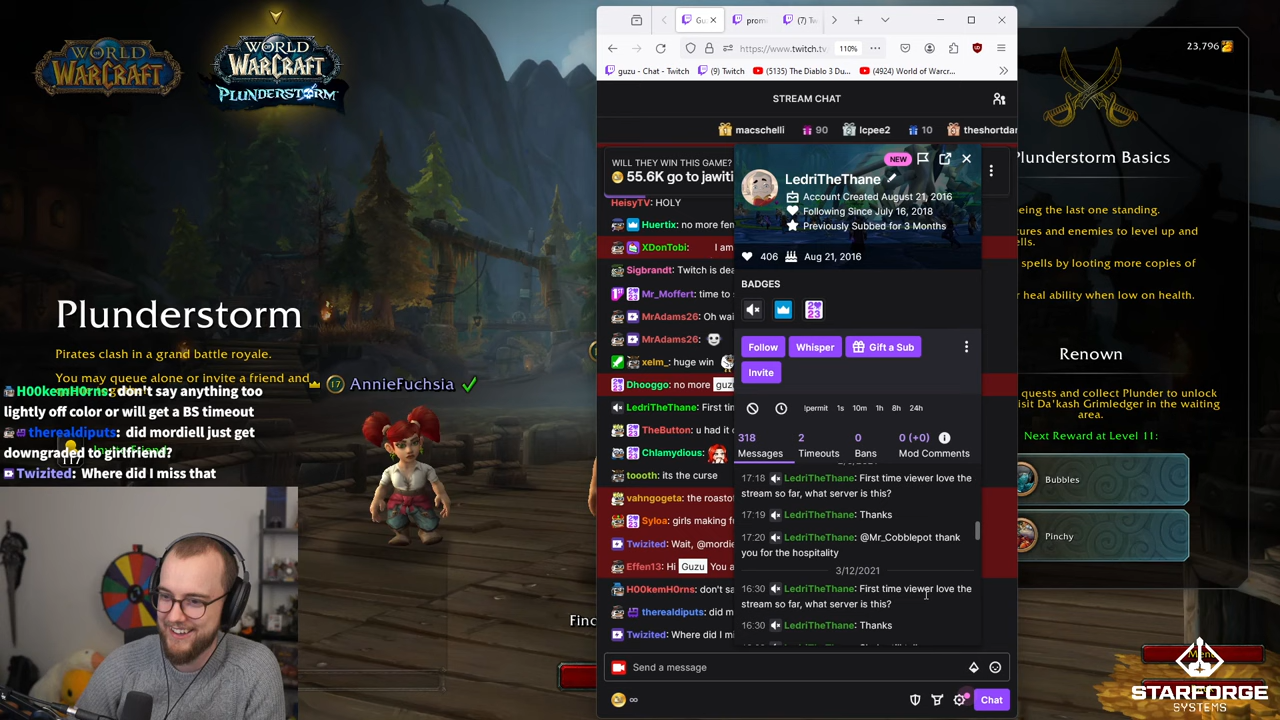 WORLD
WARCRAFT
WORLD
WARCRAFT
PLUNDERSTORM
Plunderstorm
Pirates clash in a grand battle royale.
You may queue alone or invite a friend and
17 AnnieFuchsia
H00kemH0rns: don't say anything too
lightly off color or will get a BS timeout
therealdiputs: did mordiell just get
downgraded to girlfriend?
Twizited: Where did I miss that
Gu
prom
(7) Tw
https://www.twitch.tv
110%
guzu - Chat - Twitch
(9) Twitch
(5135) The Diablo 3 Du...
(4924) World of Warcr...
STREAM CHAT
macschelli
90
lcpee2
10
theshortdar
WILL THEY WIN THIS GAME?
55.6K go to jawiti
HeisyTV: HOLY
Huertix: no more fem
XDonTobi: I am
Sigbrandt: Twitch is dea
Mr_Moffert: time to
MrAdams26: Oh wai
MrAdams26:
xelm_: huge win
Dhooggo: no more guz
LedriTheThane: First tim
TheButton: u had it
Chlamydious:
toooth: its the curse
vahngogeta: the roasto
Syloa: girls making f
Twizited: Wait, @mordie
Effen13: Hi Guzu You a
H00kemH0rns: don't sa
therealdiputs: did m
Twizited: Where did I mis
NEW
LedriTheThane
Account Created August 21, 2016
Following Since July 16, 2018
Previously Subbed for 3 Months
406
Aug 21, 2016
BADGES
Follow
Whisper
Gift a Sub
Invite
!permit 1s 10m 1h 8h 24h
318
Messages
2
Timeouts
0
Bans
0 (+0)
Mod Comments
17:18 LedriTheThane: First time viewer love the
stream so far, what server is this?
17:19 LedriTheThane: Thanks
17:20 LedriTheThane: @Mr_Cobblepot thank
you for the hospitality
3/12/2021
16:30 LedriTheThane: First time viewer love the
stream so far, what server is this?
16:30 LedriTheThane: Thanks
Send a message
Chat
23,796
Plunderstorm Basics
being the last one standing.
tures and enemies to level up and
ells.
spells by looting more copies of
r heal ability when low on health.
Renown
quests and collect Plunder to unlock
isit Da'kash Grimledger in the waiting
area.
Next Reward at Level 11:
Bubbles
Pinchy
Find
STARFORGE
SYSTEMS